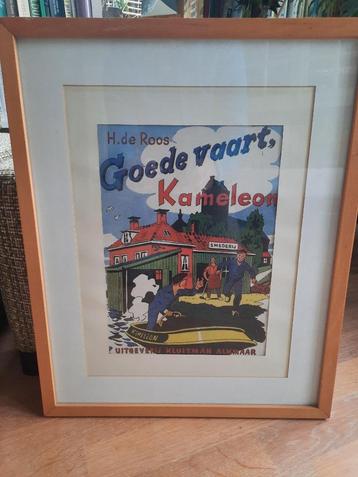 H. de Roos
Goede vaart,
Kameleon
SMEDERIJ
KAMELEON
UITGEVERIJ KLUITMAN ALKMAAR